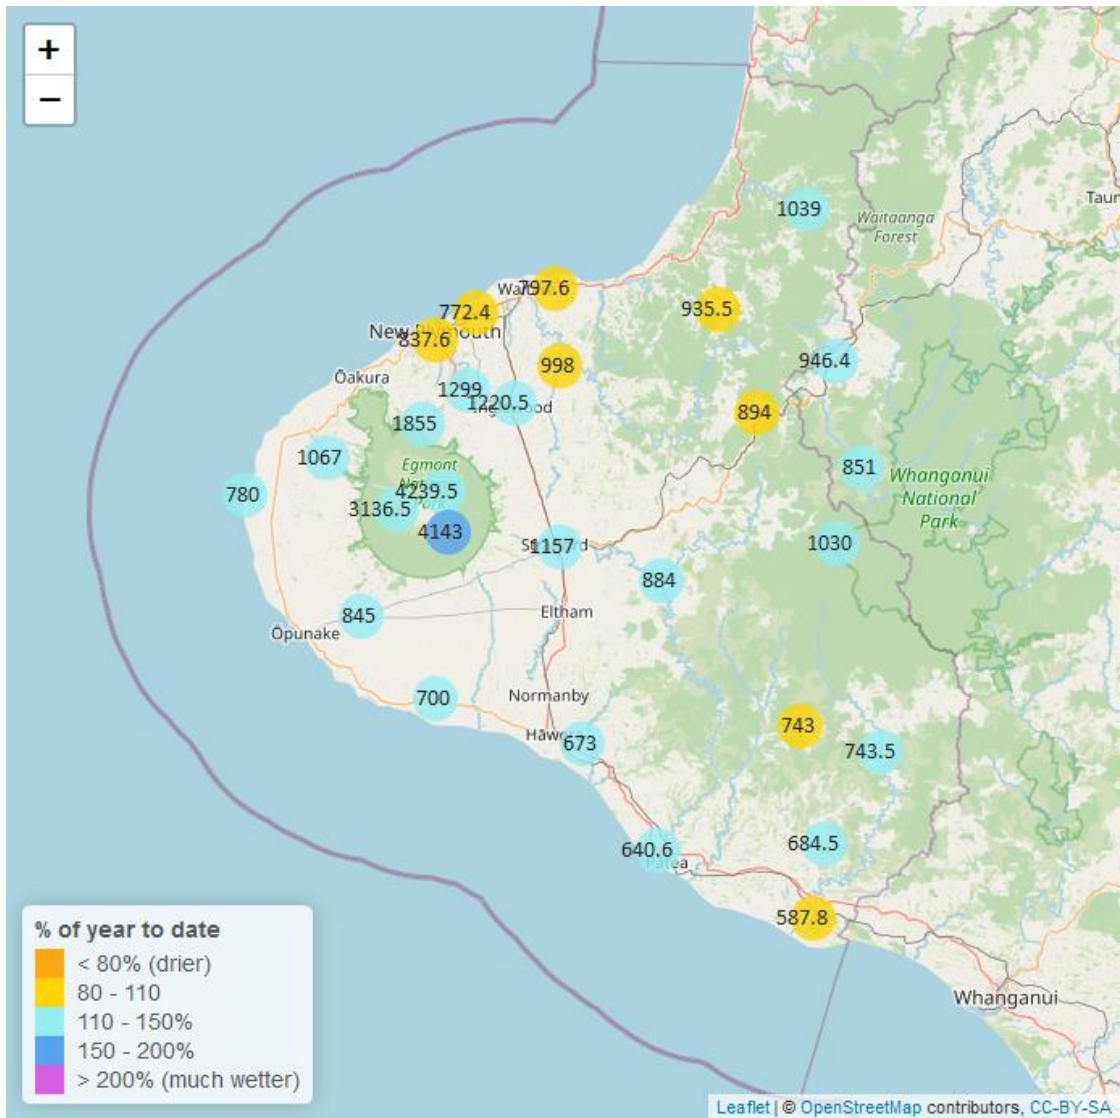 +
−
1039
Waitaanga
Forest
797.6
772.4
935.5
New Plymouth
837.6
946.4
998
Ōakura
1299
1220.5
894
1855
1067
851
Egmont
Whanganui
National
Park
780
4239.5
3136.5
4143
1157
1030
884
845
Eltham
Ōpunake
700
Normanby
743
673
743.5
640.6
684.5
587.8
% of year to date
< 80% (drier)
80 - 110
110 - 150%
150 - 200%
> 200% (much wetter)
Whanganui
Leaflet | © OpenStreetMap contributors, CC-BY-SA